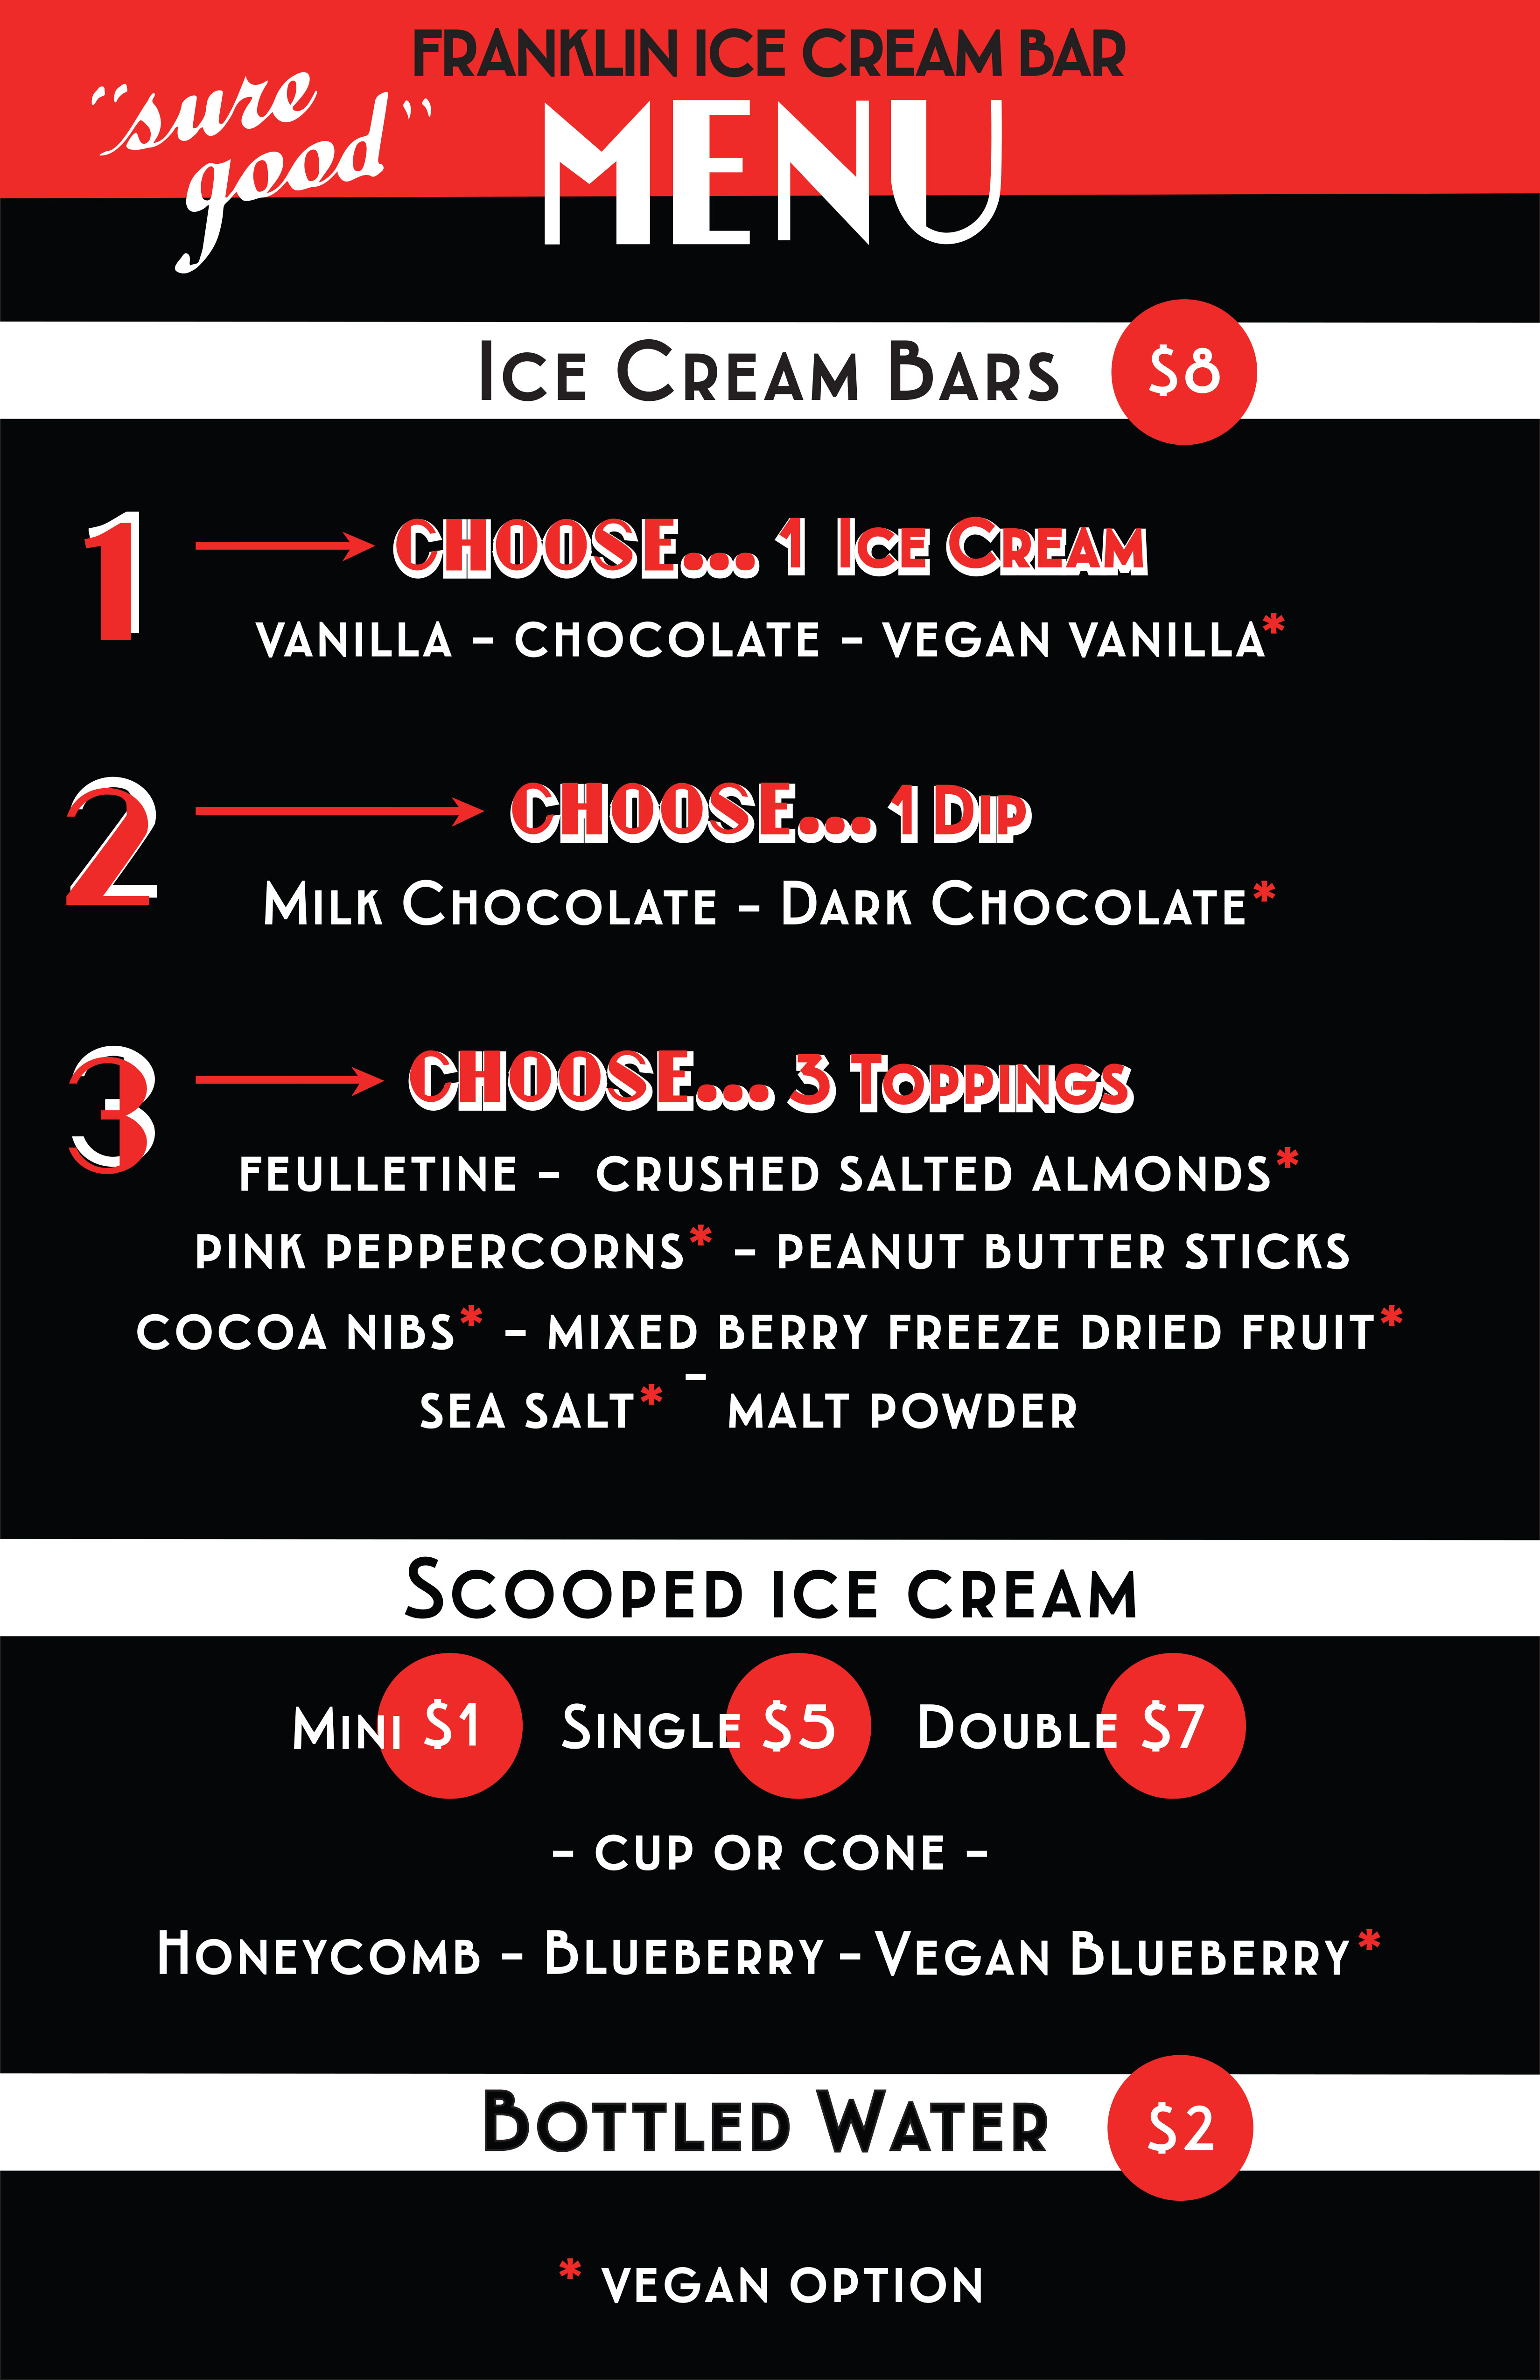 FRANKLIN ICE CREAM BAR
"sure
good"
MENU
ICE CREAM BARS $8
1 CHOOSE... 1 ICE CREAM
VANILLA – CHOCOLATE – VEGAN VANILLA*
2 CHOOSE... 1 DIP
MILK CHOCOLATE – DARK CHOCOLATE*
3 CHOOSE... 3 TOPPINGS
FEULLETINE – CRUSHED SALTED ALMONDS*
PINK PEPPERCORNS* – PEANUT BUTTER STICKS
COCOA NIBS* – MIXED BERRY FREEZE DRIED FRUIT*
SEA SALT* – MALT POWDER
SCOOPED ICE CREAM
MINI $1 SINGLE $5 DOUBLE $7
– CUP OR CONE –
HONEYCOMB – BLUEBERRY – VEGAN BLUEBERRY*
BOTTLED WATER $2
* VEGAN OPTION